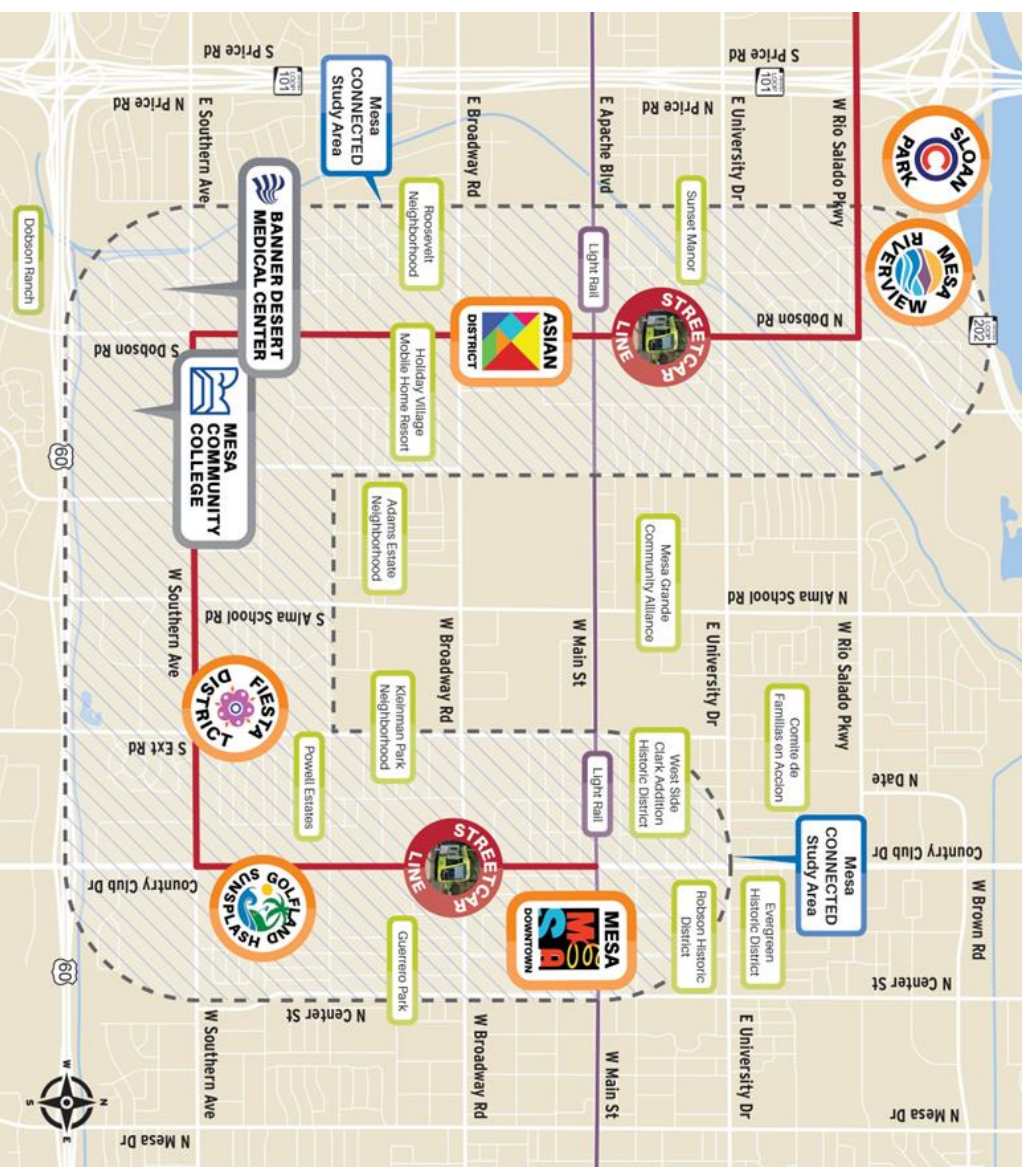 SLOAN
PARK
MESA
RIVERVIEW
LOOP
202
W Brown Rd
N Mesa Dr
N Center St
Country Club Dr
N Date
W Rio Salado Pkwy
N Dobson Rd
W Rio Salado Pkwy
N Alma School Rd
Mesa
CONNECTED
Study Area
Comite de
Familias en Accion
Evergreen
Historic District
S Price Rd
LOOP
101
N Price Rd
E University Dr
E University Dr
E University Dr
Sunset Manor
STREETCAR
LINE
Mesa Grande
Community Alliance
West Side
Clark Addition
Historic District
Robson Historic
District
E Apache Blvd
Light Rail
W Main St
Light Rail
W Main St
MESA
MESA
DOWNTOWN
ASIAN
DISTRICT
E Broadway Rd
W Broadway Rd
W Broadway Rd
STREETCAR
LINE
Roosevelt
Neighborhood
Holiday Village
Mobile Home Resort
Adams Estate
Neighborhood
Kleinman Park
Neighborhood
Guerrero Park
Mesa
CONNECTED
Study Area
Powell Estates
S Alma School Rd
N Center St
S Price Rd
LOOP
101
N Price Rd
BANNER DESERT
MEDICAL CENTER
FIESTA
DISTRICT
GOLFLAND
SUNSPLASH
E Southern Ave
MESA
COMMUNITY
COLLEGE
W Southern Ave
W Southern Ave
S Dobson Rd
S Ext Rd
Country Club Dr
N Mesa Dr
60
60
Dobson Ranch
N
W
E
S